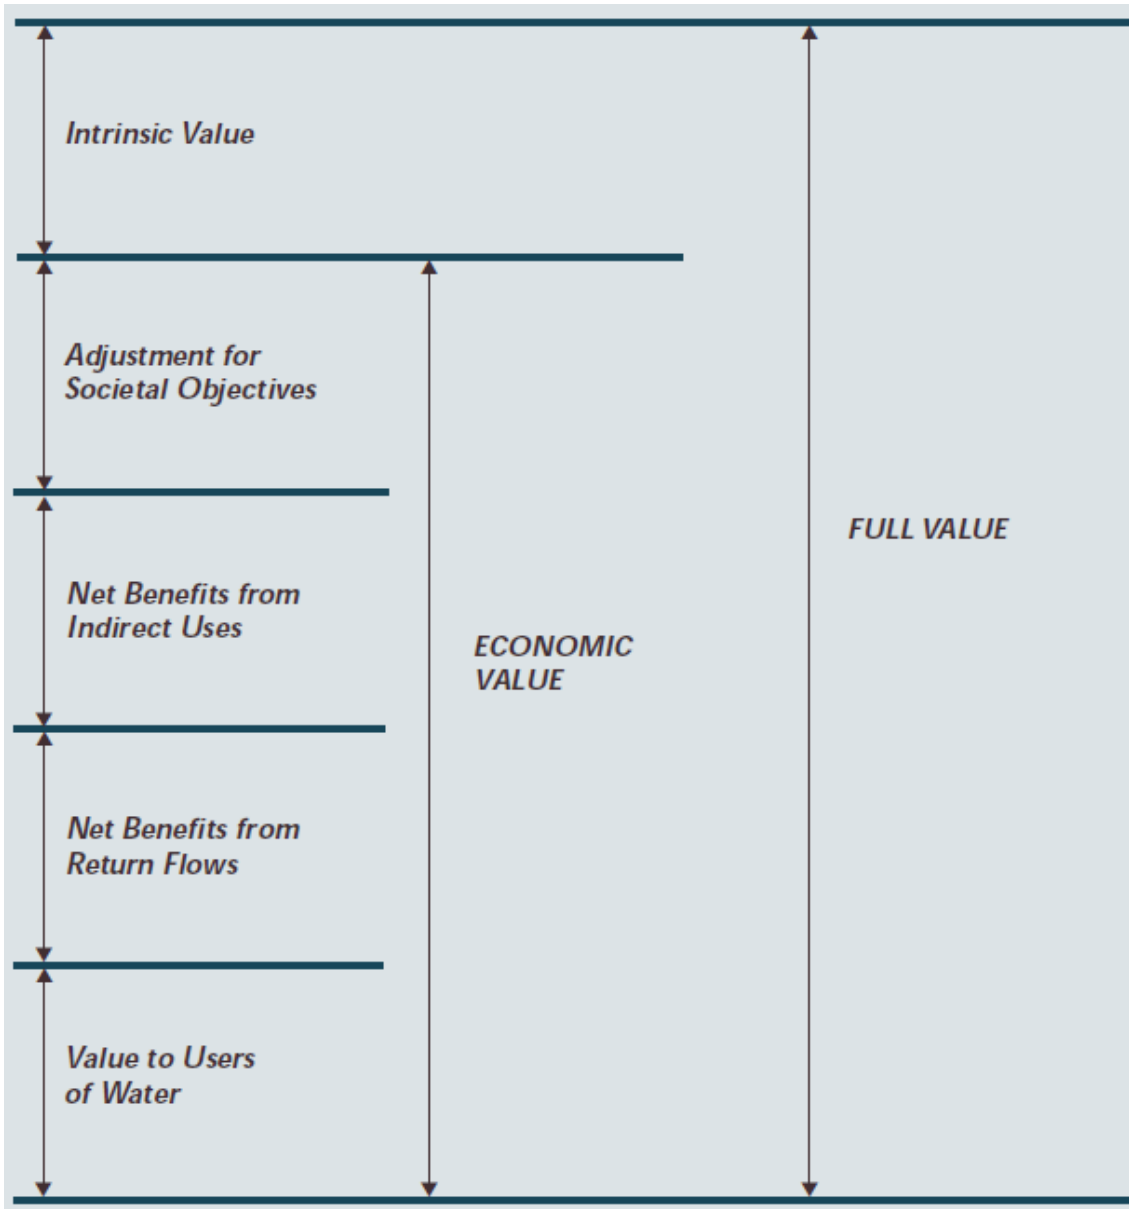 Intrinsic Value
Adjustment for
Societal Objectives
Net Benefits from
Indirect Uses
Net Benefits from
Return Flows
Value to Users
of Water
ECONOMIC
VALUE
FULL VALUE